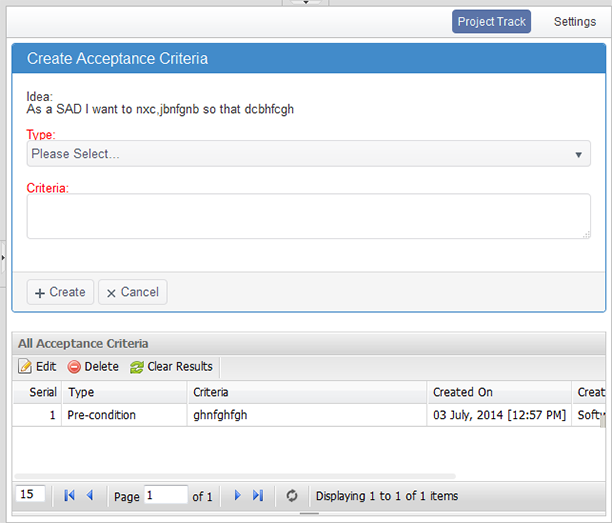 Project Track Settings
Create Acceptance Criteria
Idea:
As a SAD I want to nxc,jbnfgnb so that dcbhfcgh
Type:
Please Select...
Criteria:
+ Create × Cancel
All Acceptance Criteria
Edit Delete Clear Results
Serial Type Criteria Created On Creat
1 Pre-condition ghnfghfgh 03 July, 2014 [12:57 PM] Softw
15 Page 1 of 1 Displaying 1 to 1 of 1 items